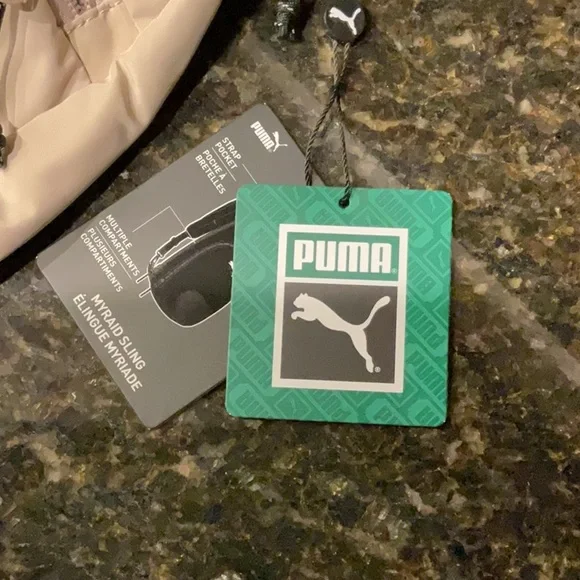 PUMA
STRAP
POCKET
POCHE À
BRETELLES
MULTIPLE
COMPARTMENTS
PLUSIEURS
COMPARTIMENTS
MYRAID SLING
ÉLINGUE MYRIADE
PUMA®
®